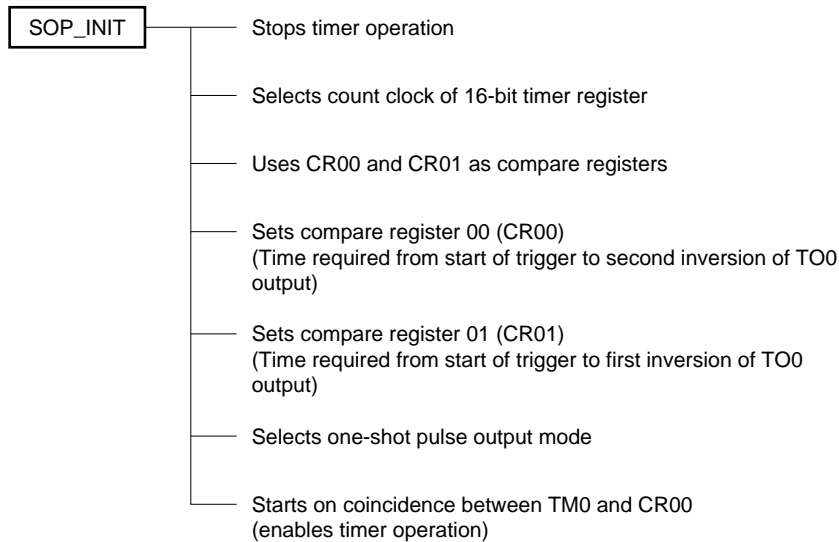 SOP_INIT
Stops timer operation
Selects count clock of 16-bit timer register
Uses CR00 and CR01 as compare registers
Sets compare register 00 (CR00)
(Time required from start of trigger to second inversion of TO0
output)
Sets compare register 01 (CR01)
(Time required from start of trigger to first inversion of TO0
output)
Selects one-shot pulse output mode
Starts on coincidence between TM0 and CR00
(enables timer operation)